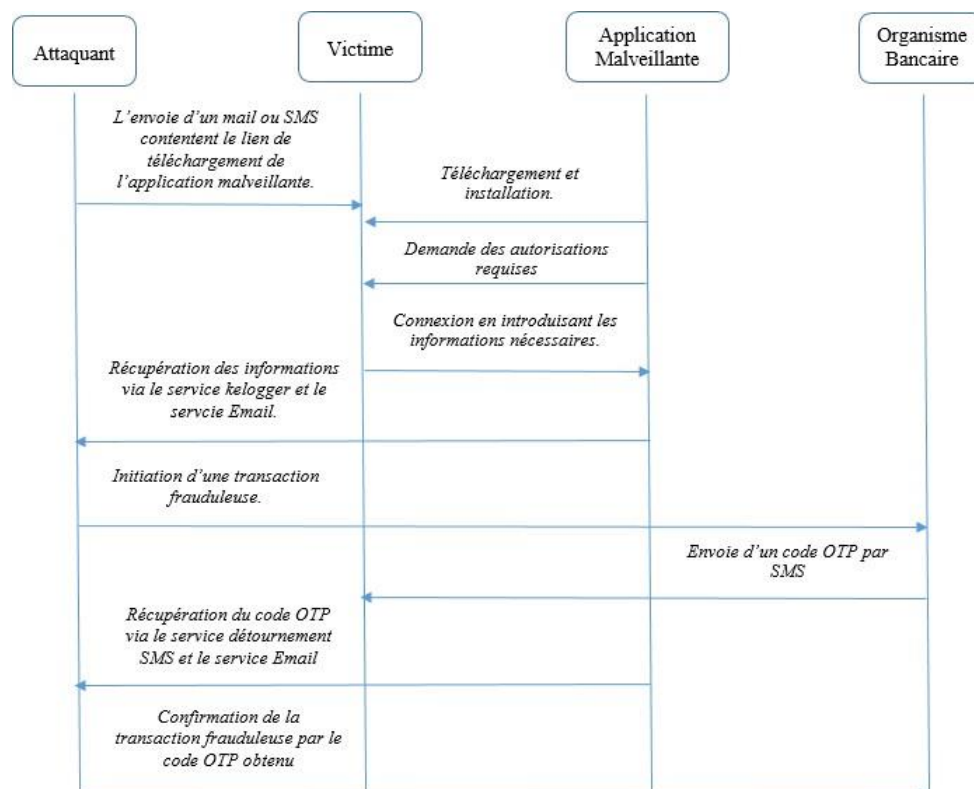 Attaquant
Victime
Application
Malveillante
Organisme
Bancaire
L'envoie d'un mail ou SMS
contentent le lien de
téléchargement de
l'application malveillante.
Téléchargement et
installation.
Demande des autorisations
requises
Connexion en introduisant les
informations nécessaires.
Récupération des informations
via le service kelogger et le
servcie Email.
Initiation d'une transaction
frauduleuse.
Envoie d'un code OTP par
SMS
Récupération du code OTP
via le service détournement
SMS et le service Email
Confirmation de la
transaction frauduleuse par le
code OTP obtenu